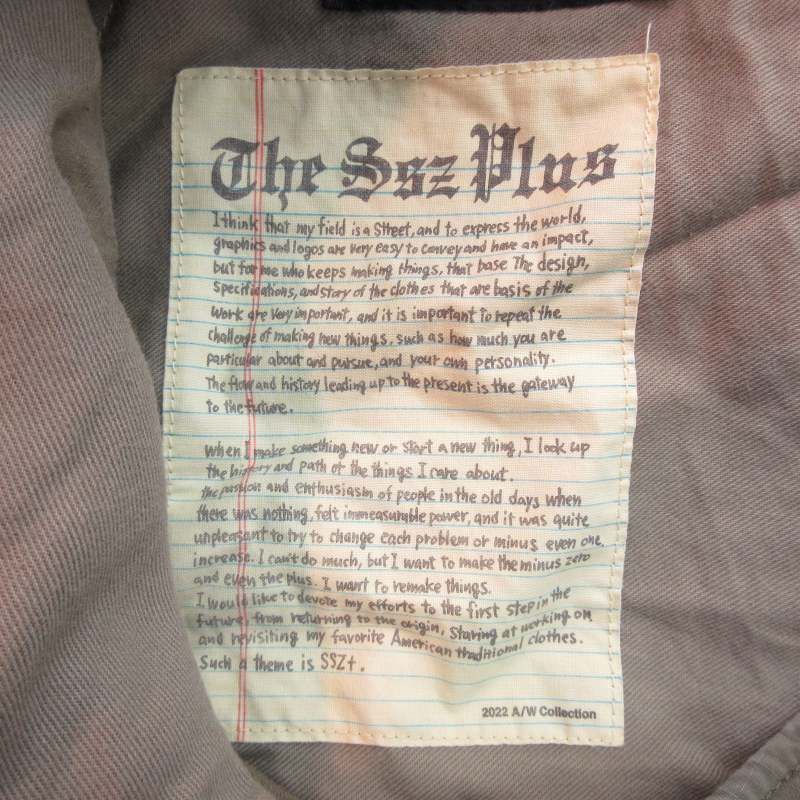 The Ssz Plus
I think that my field is a Street, and to express the world,
graphics and logos are very easy to convey and have an impact,
but for me who keeps making things, that base The design,
Specifications, and story of the clothes that are basis of the
work are very important, and it is important to repeat the
challenge of making new things, such as how much you are
particular about and pursue, and your own personality.
The flow and history leading up to the present is the gateway
to the future.
when I make something new or start a new thing, I look up
the history and path of the things I care about.
the passion and enthusiasm of people in the old days when
there was nothing, felt immeasurable power, and it was quite
unpleasant to try to change each problem or minus even one.
increase. I can't do much, but I want to make the minus zero
and even the plus. I want to remake things.
I would like to devote my efforts to the first step in the
future, from returning to the origin, Staring at working on
and revisiting my favorite American traditional clothes.
Such a theme is SSZ+.
2022 A/W Collection